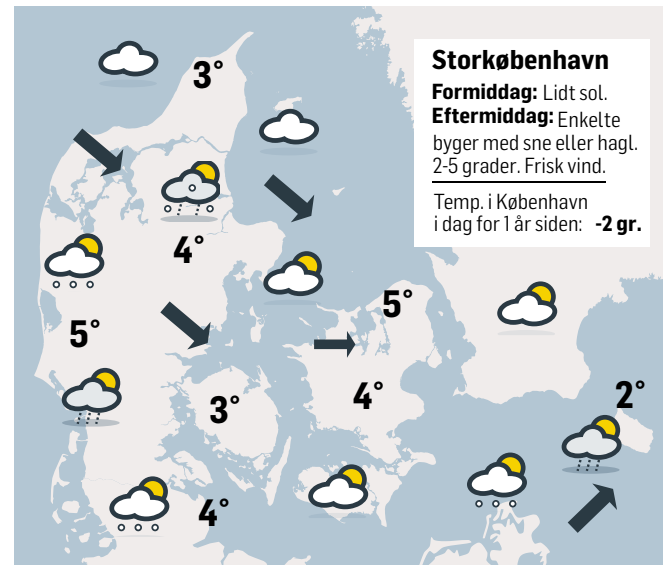 Storkøbenhavn
Formiddag: Lidt sol.
Eftermiddag: Enkelte
byger med sne eller hagl.
2-5 grader. Frisk vind.
Temp. i København
i dag for 1 år siden: -2 gr.
3°
4°
5°
5°
3°
4°
2°
4°